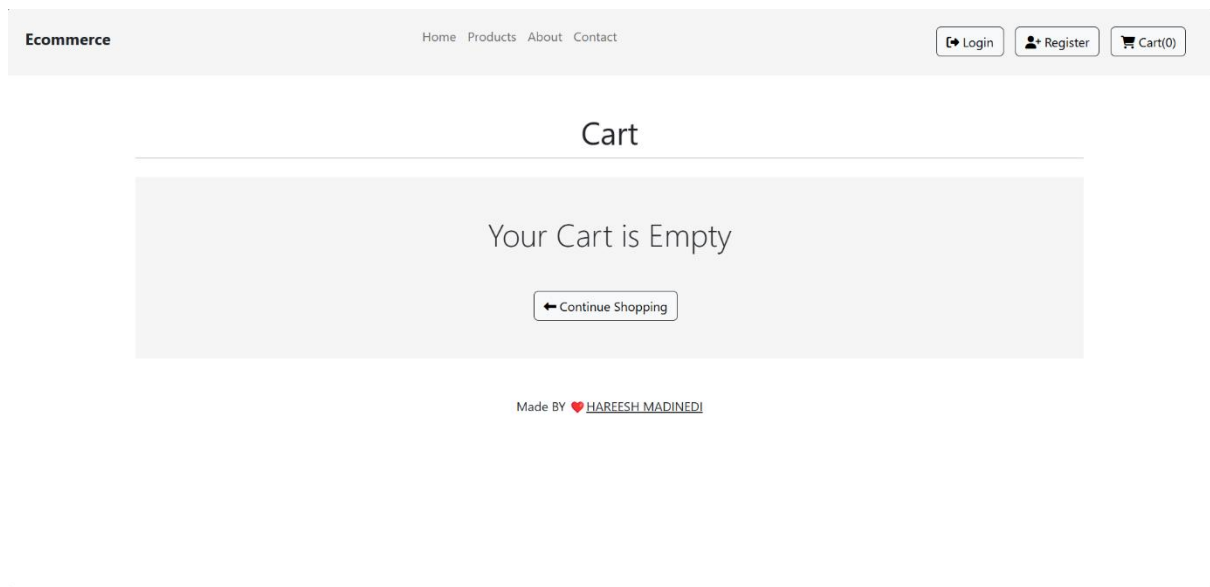 Ecommerce Home Products About Contact Login Register Cart(0)
Cart
Your Cart is Empty
Continue Shopping
Made BY ❤️ HAREESH MADINEDI